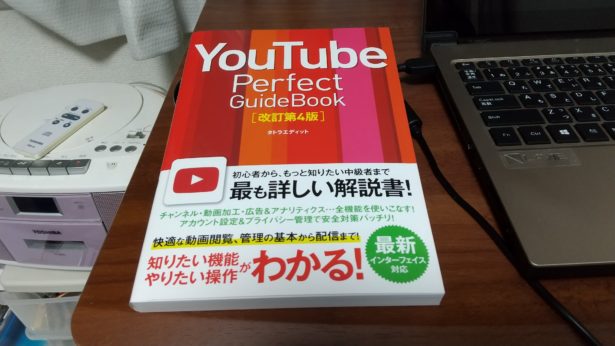 YouTube
Perfect
GuideBook
[改訂第4版]
タトラエディット
初心者から、もっと知りたい中級者まで
最も詳しい解説書!
チャンネル・動画加工・広告&アナリティクス…全機能を使いこなす!
アカウント設定&プライバシー管理で安全対策バッチリ!
快適な動画閲覧、管理の基本から配信まで!
知りたい機能
やりたい操作
が
わかる!
最新
インターフェイス
対応
TOSHIBA